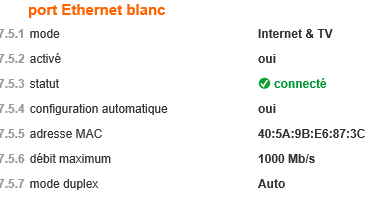 port Ethernet blanc
7.5.1 mode Internet & TV
7.5.2 activé oui
7.5.3 statut connecté
7.5.4 configuration automatique oui
7.5.5 adresse MAC 40:5A:9B:E6:87:3C
7.5.6 débit maximum 1000 Mb/s
7.5.7 mode duplex Auto